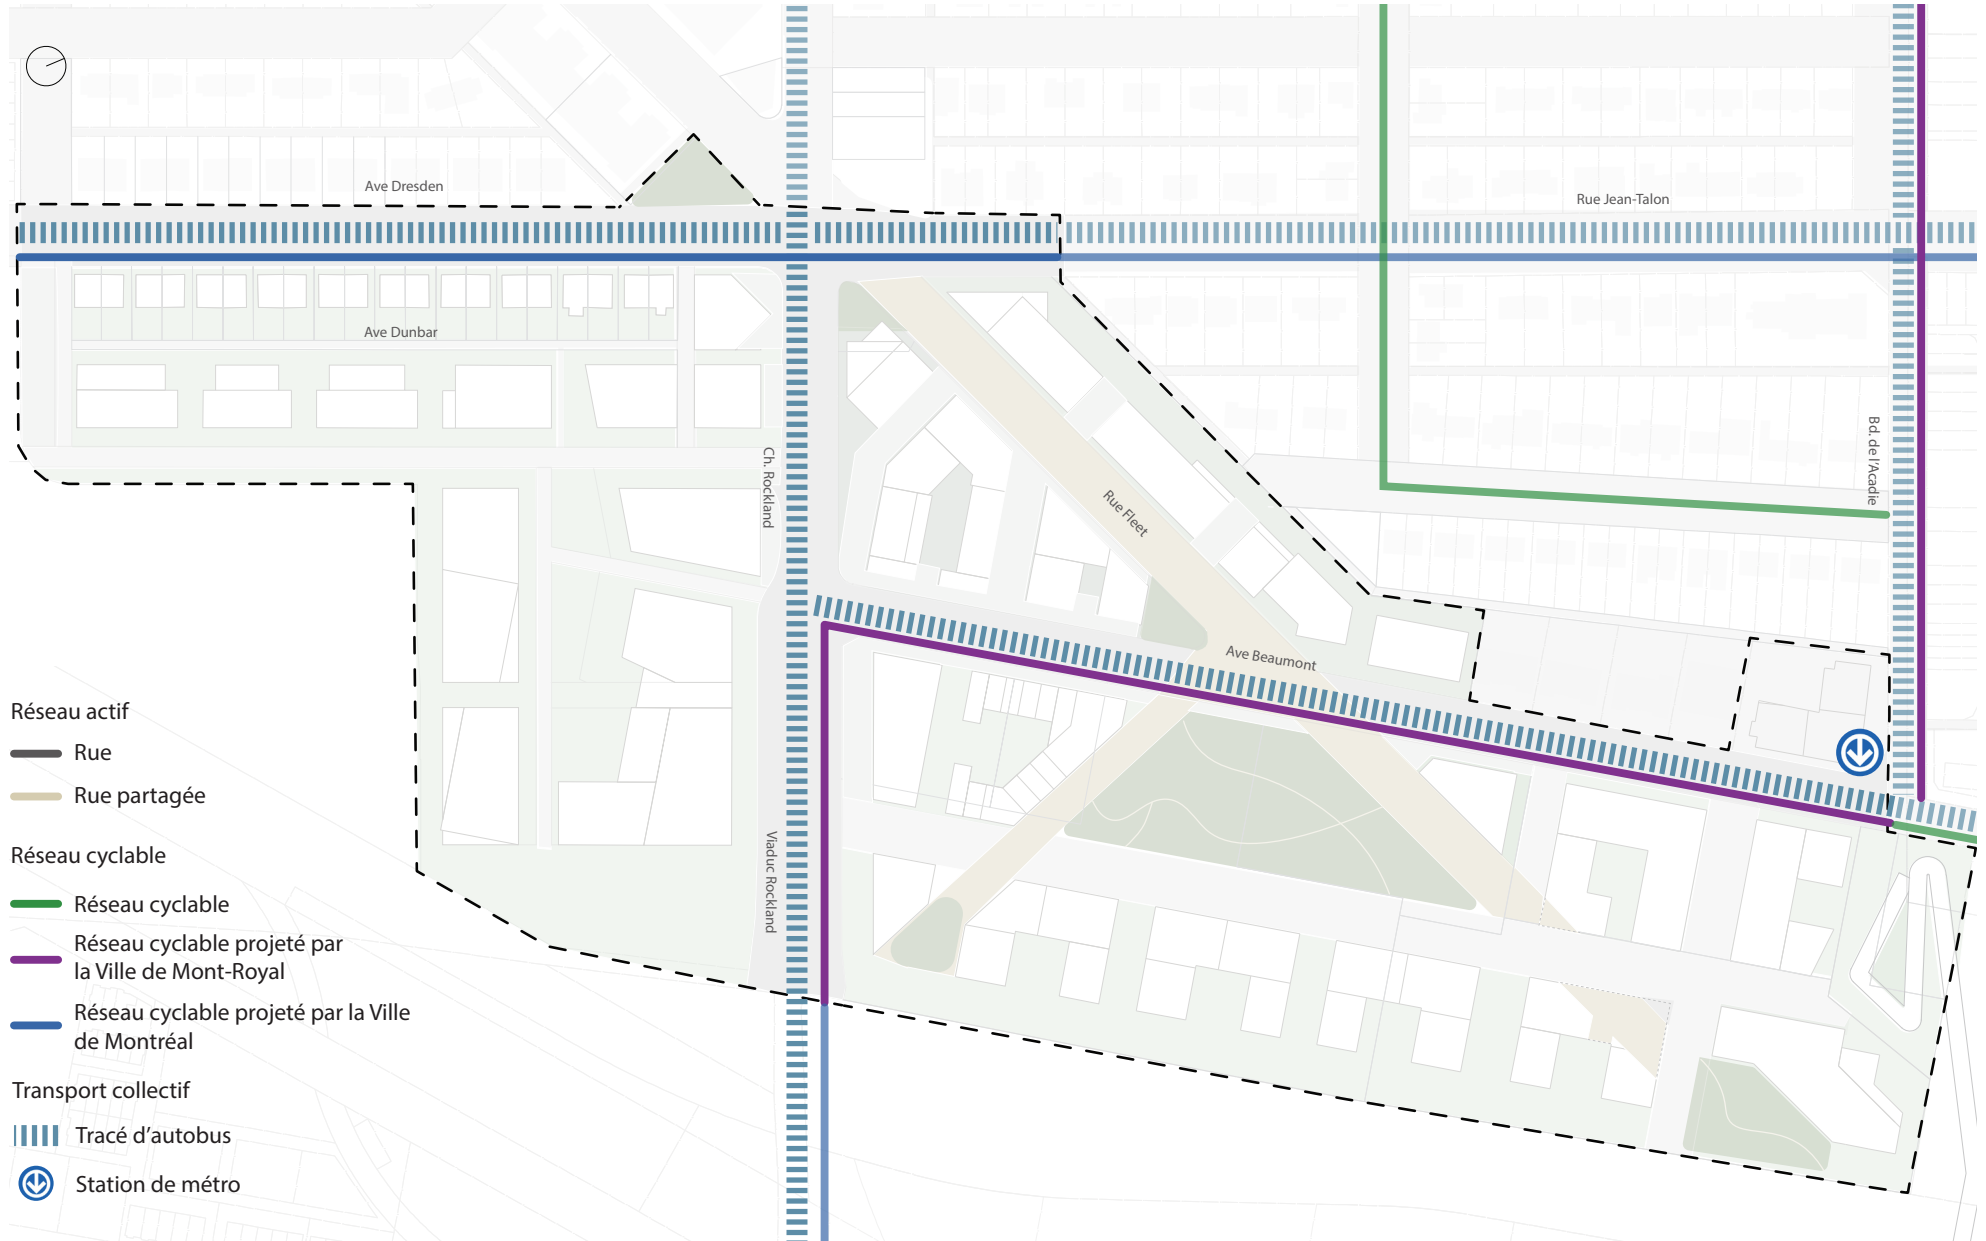 Ave Dresden
Rue Jean-Talon
Ave Dunbar
Ch. Rockland
Bd. de l'Acadie
Rue Fleet
Ave Beaumont
Viaduc Rockland
Réseau actif
Rue
Rue partagée
Réseau cyclable
Réseau cyclable
Réseau cyclable projeté par
la Ville de Mont-Royal
Réseau cyclable projeté par la Ville
de Montréal
Transport collectif
Tracé d'autobus
Station de métro